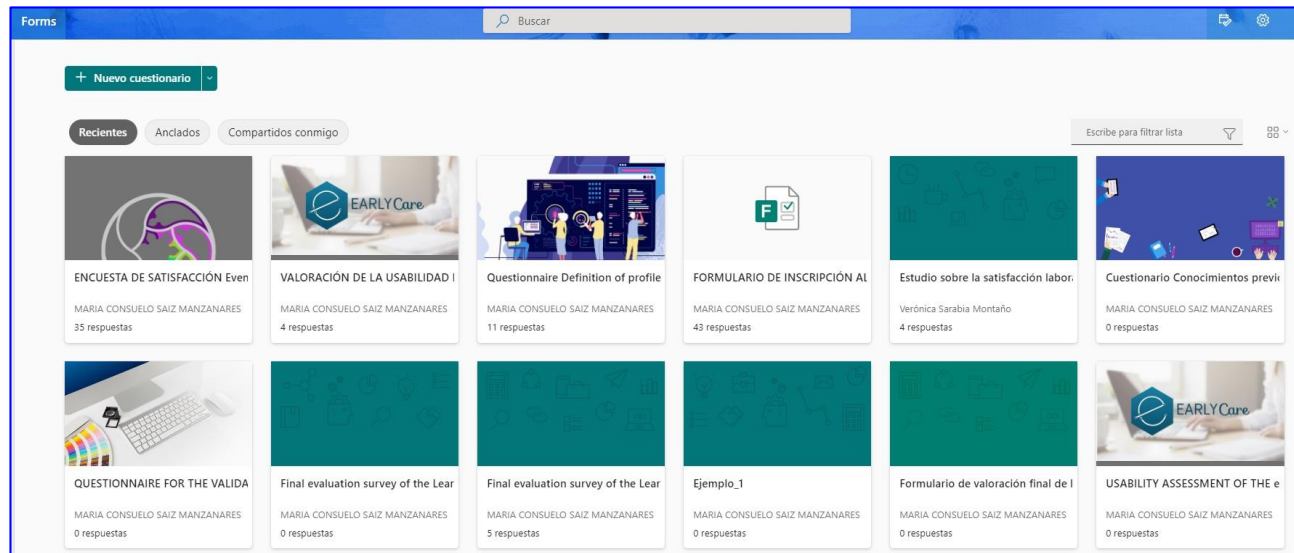 Forms
Buscar
+ Nuevo cuestionario
Recientes
Anclados
Compartidos conmigo
Escribe para filtrar lista
EARLY Care
F
ENCUESTA DE SATISFACCIÓN Even
VALORACIÓN DE LA USABILIDAD
Questionnaire Definition of profile
FORMULARIO DE INSCRIPCIÓN AL
Estudio sobre la satisfacción labor
Cuestionario Conocimientos previ
MARIA CONSUELO SAIZ MANZANARES
MARIA CONSUELO SAIZ MANZANARES
MARIA CONSUELO SAIZ MANZANARES
MARIA CONSUELO SAIZ MANZANARES
Verónica Sarabia Montaño
MARIA CONSUELO SAIZ MANZANARES
35 respuestas
4 respuestas
11 respuestas
43 respuestas
4 respuestas
0 respuestas
EARLY Care
QUESTIONNAIRE FOR THE VALIDA
Final evaluation survey of the Lear
Final evaluation survey of the Lear
Ejemplo_1
Formulario de valoración final de l
USABILITY ASSESSMENT OF THE e
MARIA CONSUELO SAIZ MANZANARES
MARIA CONSUELO SAIZ MANZANARES
MARIA CONSUELO SAIZ MANZANARES
MARIA CONSUELO SAIZ MANZANARES
MARIA CONSUELO SAIZ MANZANARES
MARIA CONSUELO SAIZ MANZANARES
0 respuestas
0 respuestas
5 respuestas
0 respuestas
0 respuestas
0 respuestas